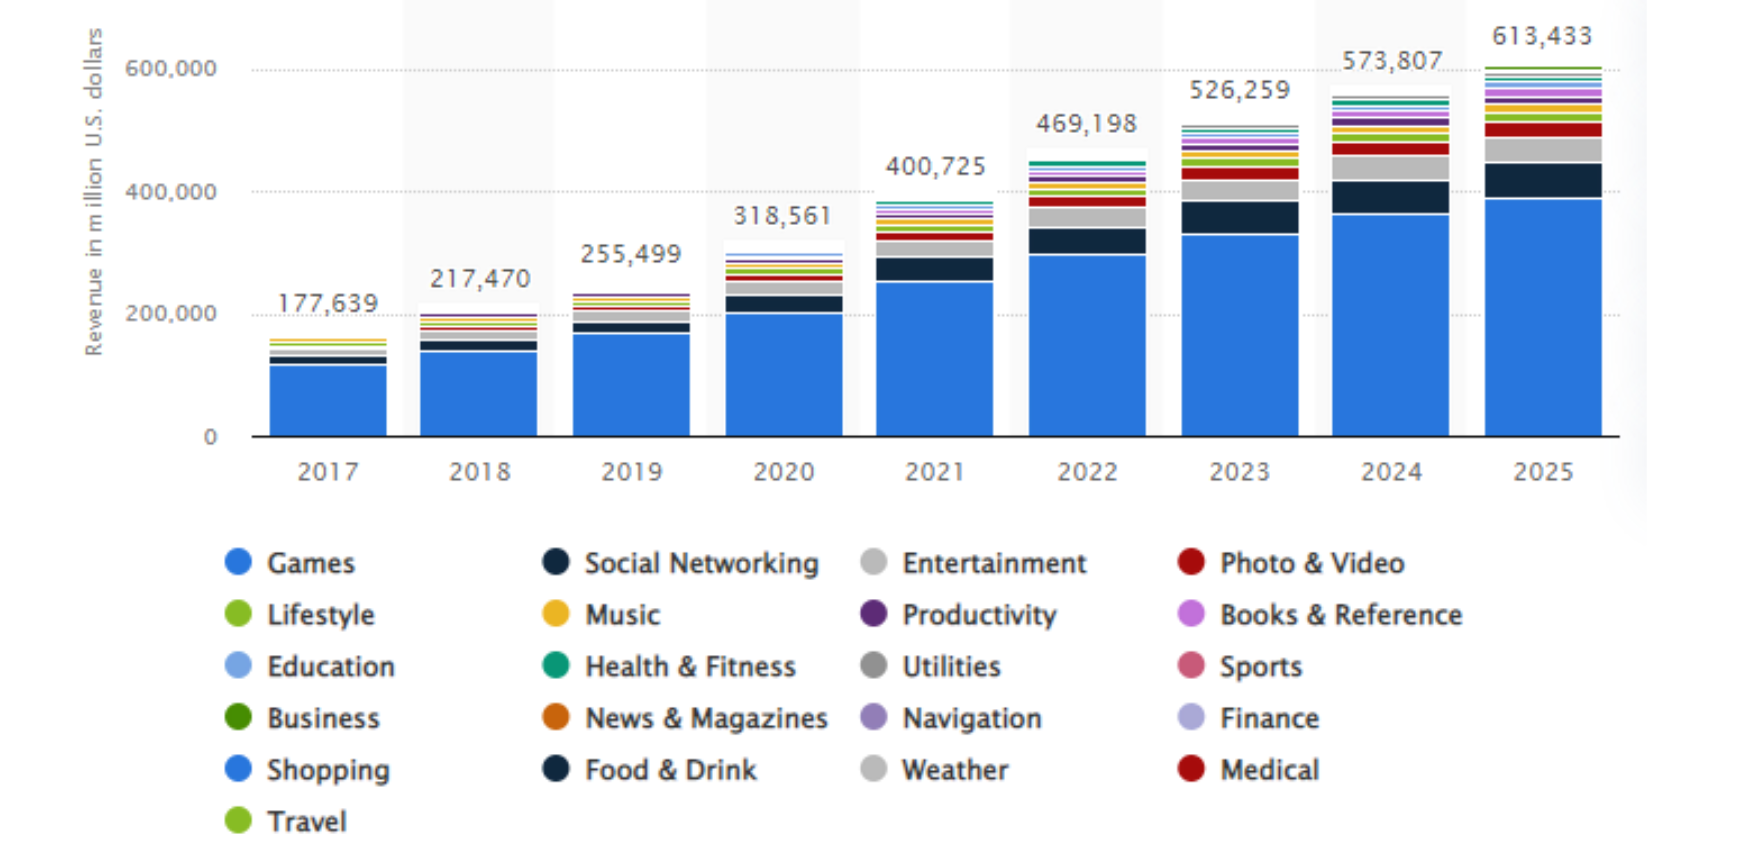 Revenue in million U.S. dollars
600,000
400,000
200,000
0
177,639
217,470
255,499
318,561
400,725
469,198
526,259
573,807
613,433
2017 2018 2019 2020 2021 2022 2023 2024 2025
Games Social Networking Entertainment Photo & Video
Lifestyle Music Productivity Books & Reference
Education Health & Fitness Utilities Sports
Business News & Magazines Navigation Finance
Shopping Food & Drink Weather Medical
Travel